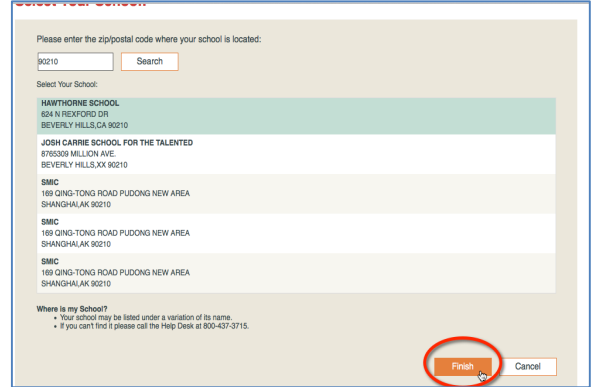 Select Your School:
Please enter the zip/postal code where your school is located:
90210 Search
Select Your School:
HAWTHORNE SCHOOL
624 N REXFORD DR
BEVERLY HILLS,CA 90210
JOSH CARRIE SCHOOL FOR THE TALENTED
8765309 MILLION AVE.
BEVERLY HILLS,XX 90210
SMIC
169 QING-TONG ROAD PUDONG NEW AREA
SHANGHAI,AK 90210
SMIC
169 QING-TONG ROAD PUDONG NEW AREA
SHANGHAI,AK 90210
SMIC
169 QING-TONG ROAD PUDONG NEW AREA
SHANGHAI,AK 90210
Where is my School?
• Your school may be listed under a variation of its name.
• If you can't find it please call the Help Desk at 800-437-3715.
Finish Cancel